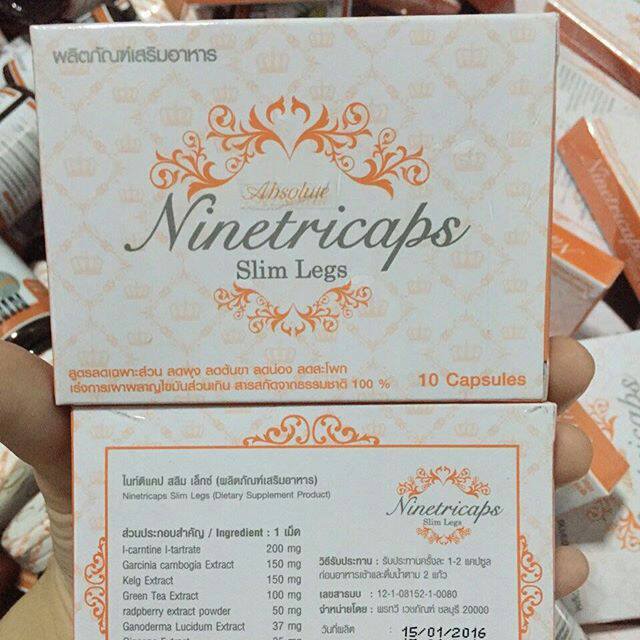 ผลิตภัณฑ์เสริมอาหาร
Absolute
Ninetricaps
Slim Legs
สูตรลดเฉพาะส่วน ลดพุง ลดต้นขา ลดน่อง ลดสะโพก
เร่งการเผาผลาญไขมันส่วนเกิน สารสกัดจากธรรมชาติ 100 %
10 Capsules
ไนท์ติแคป สลิม เล็กซ์ (ผลิตภัณฑ์เสริมอาหาร)
Ninetricaps Slim Legs (Dietary Supplement Product)
Ninetricaps
Slim Legs
ส่วนประกอบสำคัญ / Ingredient : 1 เม็ด
l-carntine l-tartrate 200 mg
Garcinia cambogia Extract 150 mg
Kelg Extract 150 mg
Green Tea Extract 100 mg
radpberry extract powder 50 mg
Ganoderma Lucidum Extract 37 mg
วิธีรับประทาน : รับประทานครั้งละ 1-2 แคปซูล
ก่อนอาหารเช้าและดื่มน้ำตาม 2 แก้ว
เลขสารบบ : 12-1-08152-1-0080
จำหน่ายโดย : พรทวี เวชภัณฑ์ ชลบุรี 20000
วันที่ผลิต : 15/01/2016
Ninetricaps